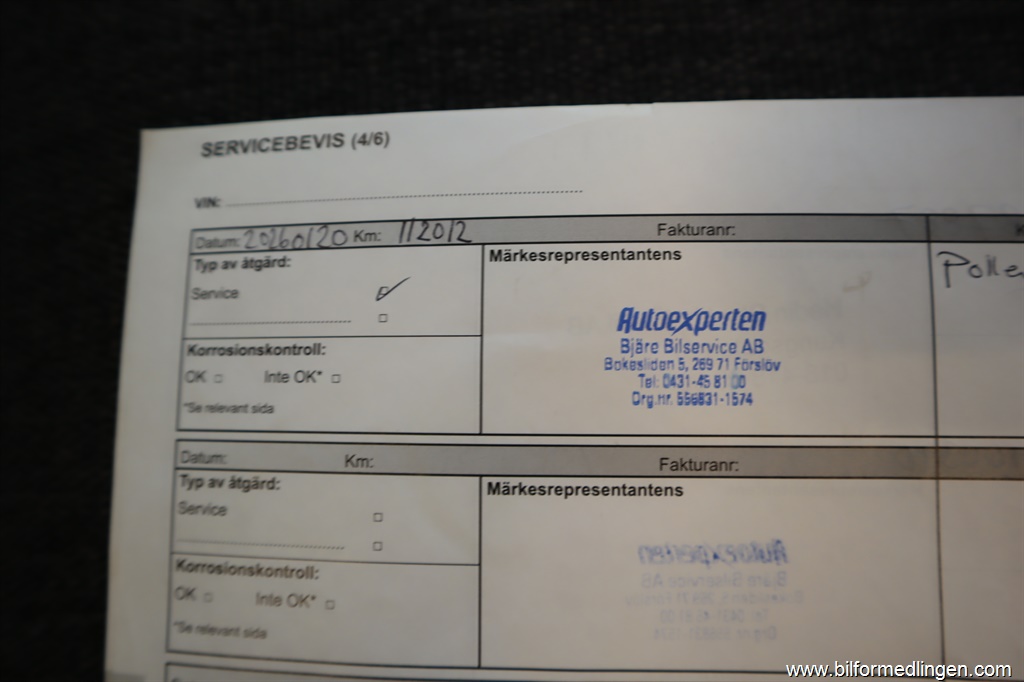 SERVICEBEVIS (4/6)
VIN:
Datum: 20260120 Km: 112012 Fakturanr:
Typ av åtgärd:
Märkesrepresentantens
Polle
Service
Autoexperten
Bjäre Bilservice AB
Bokesliden 5, 269 71 Förslöv
Tel: 0431-45 81 00
Org.nr. 556831-1574
Korrosionskontroll:
OK Inte OK*
*Se relevant sida
Datum: Km: Fakturanr:
Typ av åtgärd:
Märkesrepresentantens
Service
Korrosionskontroll:
OK Inte OK*
*Se relevant sida
www.bilformedlingen.com